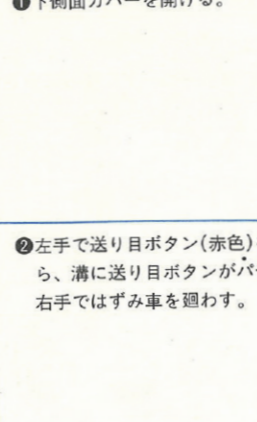 ❶下側面カバーを開ける。
❷左手で送り目ボタン(赤色)
ら、溝に送り目ボタンがパ
右手ではずみ車を廻わす。